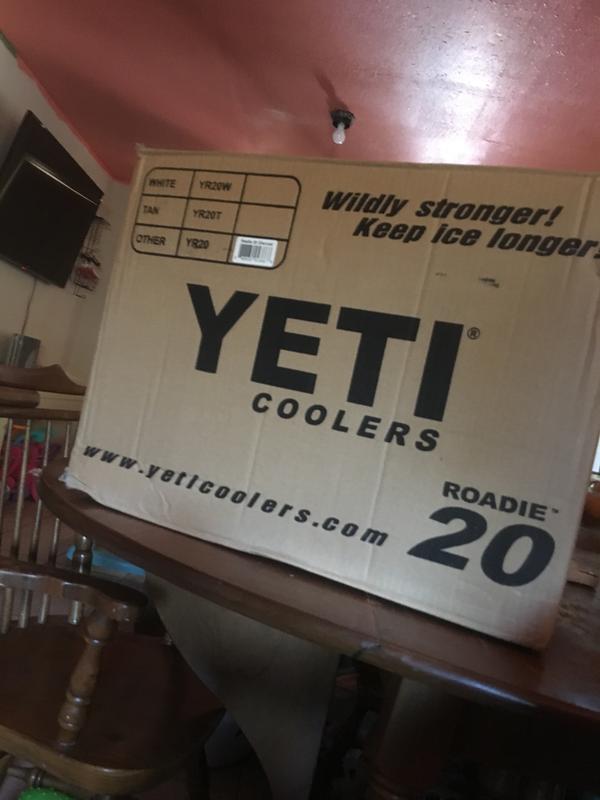 WHITE YR20W
TAN YR20T
OTHER YR20
Wildly stronger!
Keep ice longer!
YETI®
COOLERS
www.yeticoolers.com
ROADIE™
20